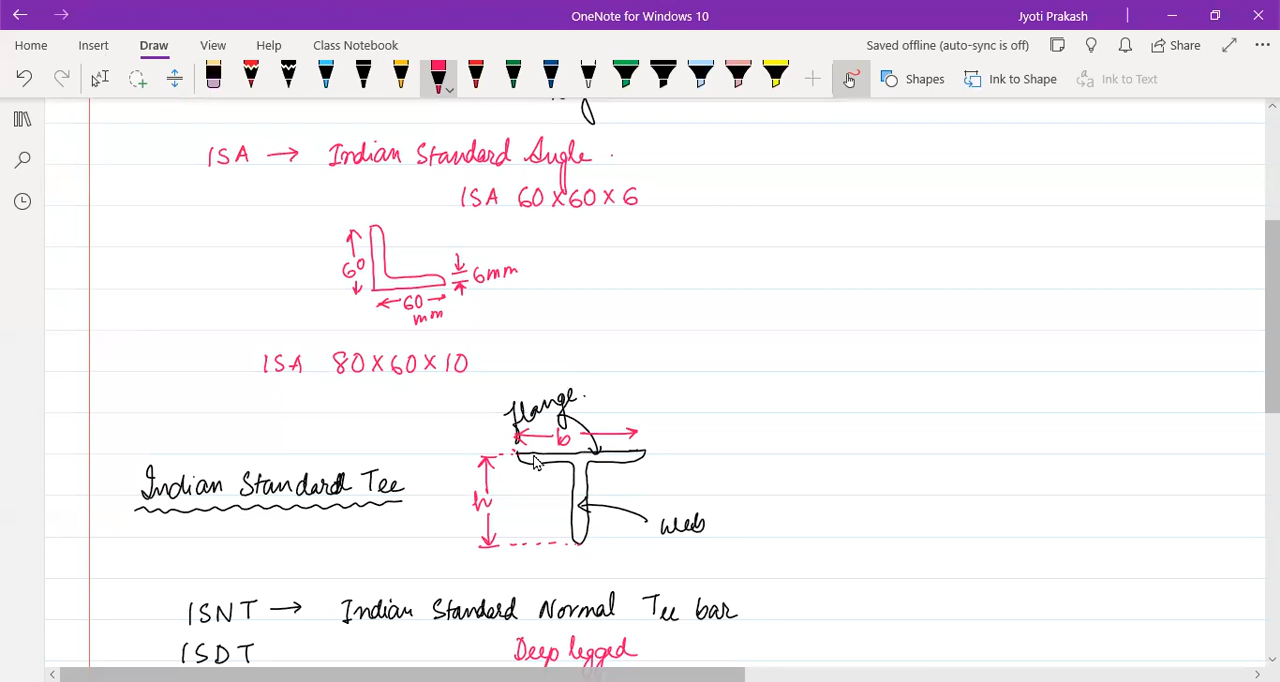 OneNote for Windows 10
Jyoti Prakash
Home Insert Draw View Help Class Notebook
Saved offline (auto-sync is off) Share
Shapes Ink to Shape Ink to Text
ISA → Indian Standard Angle
ISA 60×60×6
60
6mm
60
mm
ISA 80×60×10
flange
b
Indian Standard Tee
h
web
ISNT → Indian Standard Normal Tee bar
ISDT Deep legged